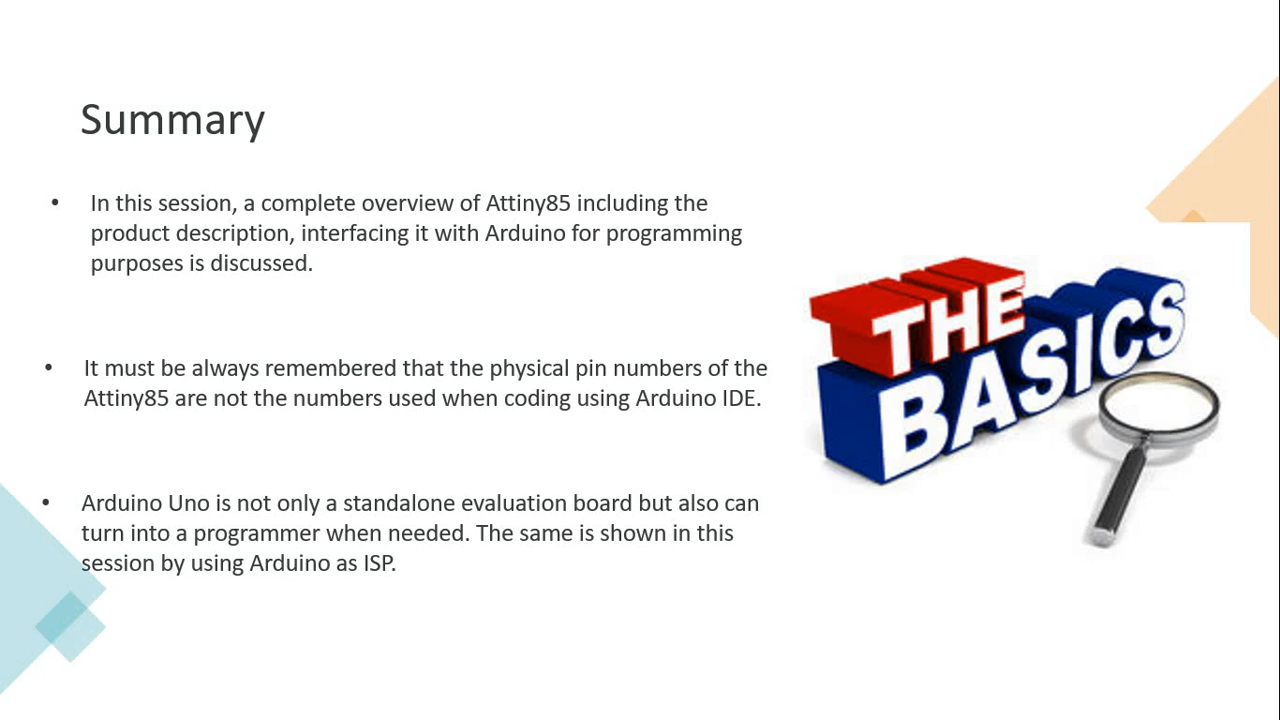 Summary
• In this session, a complete overview of Attiny85 including the
product description, interfacing it with Arduino for programming
purposes is discussed.
• It must be always remembered that the physical pin numbers of the
Attiny85 are not the numbers used when coding using Arduino IDE.
• Arduino Uno is not only a standalone evaluation board but also can
turn into a programmer when needed. The same is shown in this
session by using Arduino as ISP.
THE
BASICS